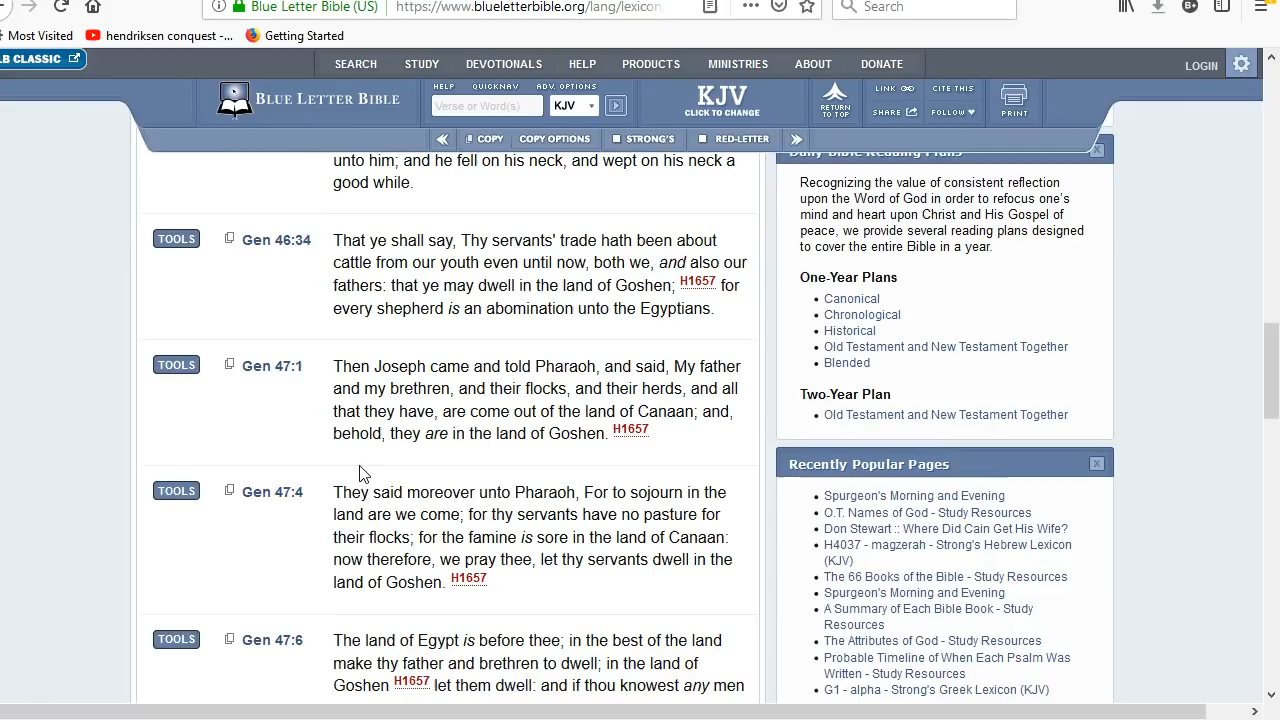 Blue Letter Bible (US)
https://www.blueletterbible.org/lang/lexicon
Search
Most Visited
hendriksen conquest -...
Getting Started
LB CLASSIC
SEARCH STUDY DEVOTIONALS HELP PRODUCTS MINISTRIES ABOUT DONATE
LOGIN
BLUE LETTER BIBLE
HELP QUICKNAV ADV. OPTIONS
Verse or Word(s)
KJV
KJV
CLICK TO CHANGE
RETURN
TO TOP
LINK
CITE THIS
SHARE
FOLLOW
PRINT
COPY COPY OPTIONS STRONG'S RED-LETTER
unto him; and he fell on his neck, and wept on his neck a
good while.
TOOLS
Gen 46:34
That ye shall say, Thy servants' trade hath been about
cattle from our youth even until now, both we, and also our
fathers: that ye may dwell in the land of Goshen; H1657 for
every shepherd is an abomination unto the Egyptians.
TOOLS
Gen 47:1
Then Joseph came and told Pharaoh, and said, My father
and my brethren, and their flocks, and their herds, and all
that they have, are come out of the land of Canaan; and,
behold, they are in the land of Goshen. H1657
TOOLS
Gen 47:4
They said moreover unto Pharaoh, For to sojourn in the
land are we come; for thy servants have no pasture for
their flocks; for the famine is sore in the land of Canaan:
now therefore, we pray thee, let thy servants dwell in the
land of Goshen. H1657
TOOLS
Gen 47:6
The land of Egypt is before thee; in the best of the land
make thy father and brethren to dwell; in the land of
Goshen H1657 let them dwell: and if thou knowest any men
Daily Bible Reading Plans
Recognizing the value of consistent reflection
upon the Word of God in order to refocus one's
mind and heart upon Christ and His Gospel of
peace, we provide several reading plans designed
to cover the entire Bible in a year.
One-Year Plans
Canonical
Chronological
Historical
Old Testament and New Testament Together
Blended
Two-Year Plan
Old Testament and New Testament Together
Recently Popular Pages
Spurgeon's Morning and Evening
O.T. Names of God - Study Resources
Don Stewart :: Where Did Cain Get His Wife?
H4037 - magzerah - Strong's Hebrew Lexicon
(KJV)
The 66 Books of the Bible - Study Resources
Spurgeon's Morning and Evening
A Summary of Each Bible Book - Study
Resources
The Attributes of God - Study Resources
Probable Timeline of When Each Psalm Was
Written - Study Resources
G1 - alpha - Strong's Greek Lexicon (KJV)